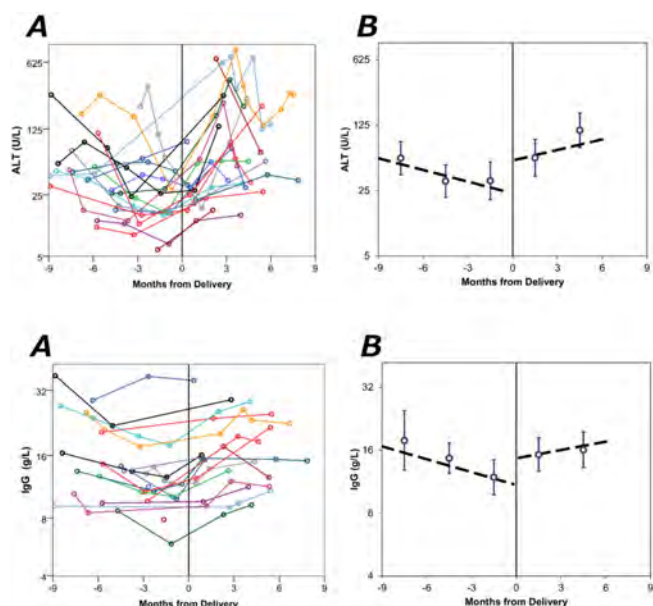 A
B
ALT (U/L)
625
125
25
5
-9 -6 -3 0 3 6 9
Months from Delivery
ALT (U/L)
625
125
25
5
-9 -6 -3 0 3 6 9
Months from Delivery
A
B
IgG (g/L)
32
16
8
4
-9 -6 -3 0 3 6 9
Months from Delivery
IgG (g/L)
32
16
8
4
-9 -6 -3 0 3 6 9
Months from Delivery